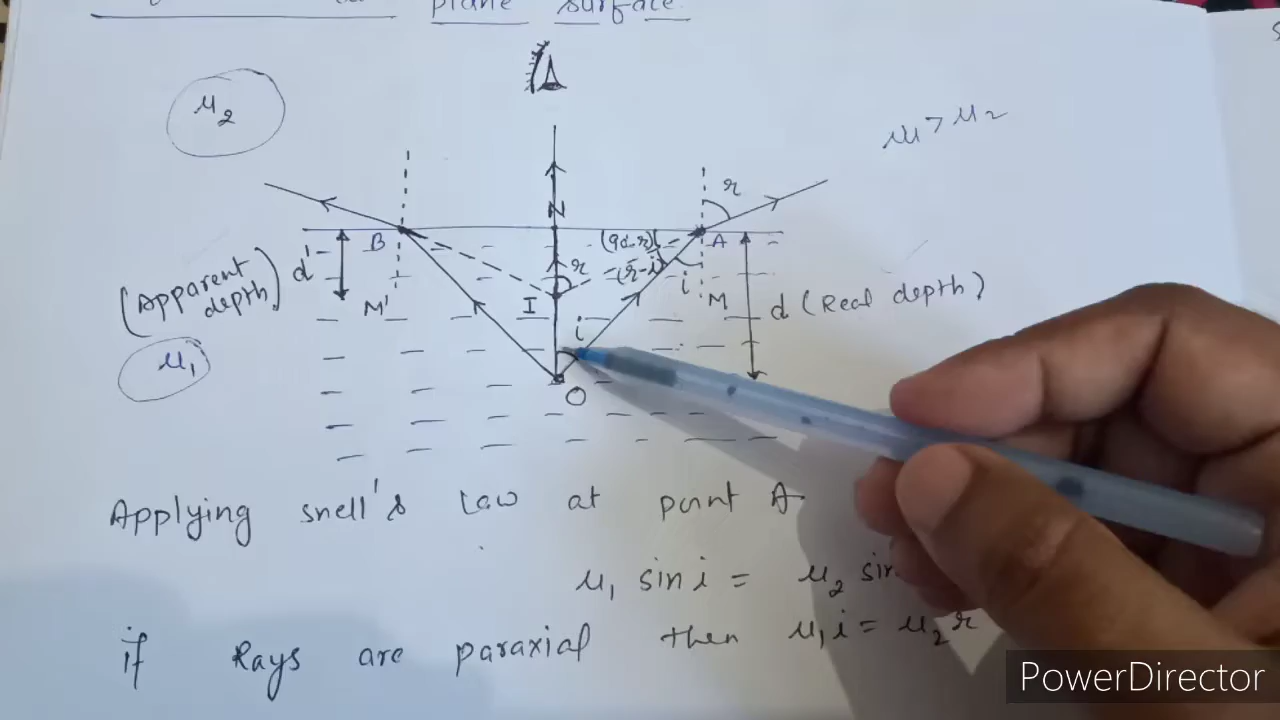 plane surface
μ2
μ1 > μ2
r
N
B
(90-r)
A
d'
r
(r-i)
i
(Apparent depth)
M'
I
M
d (Real depth)
i
μ1
O
Applying snell's Law at point A
μ1 sin i = μ2 sin
if Rays are paraxial then μ1 i = μ2 r
PowerDirector